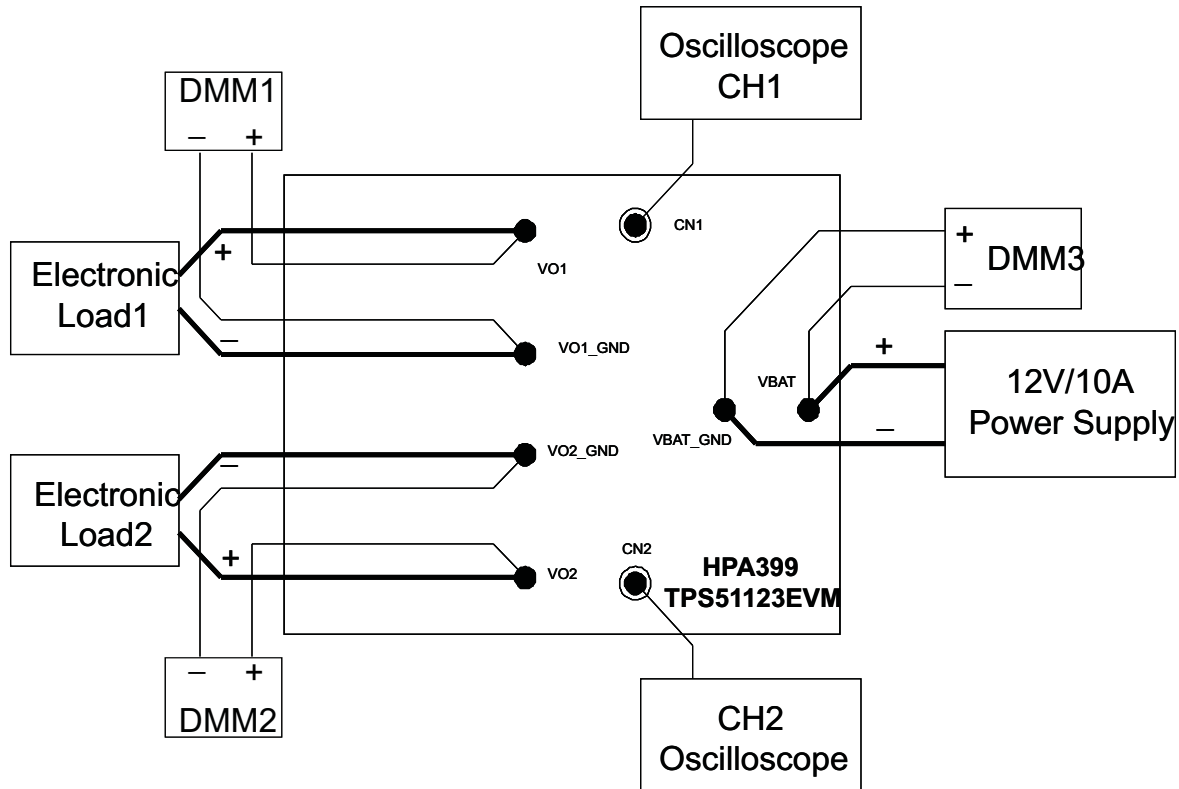 Oscilloscope
CH1
DMM1
– +
CN1
+
DMM3
–
+
Electronic
Load1
–
VO1
VO1_GND
+
12V/10A
Power Supply
–
VBAT
VBAT_GND
VO2_GND
–
Electronic
Load2
+
VO2
CN2
HPA399
TPS51123EVM
– +
DMM2
CH2
Oscilloscope